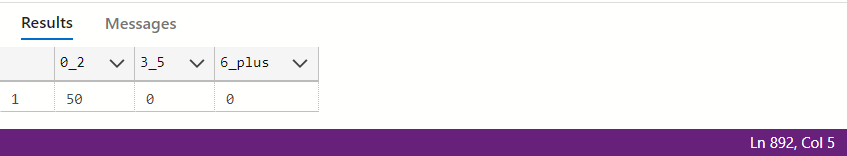 Results Messages
0_2 3_5 6_plus
1 50 0 0
Ln 892, Col 5